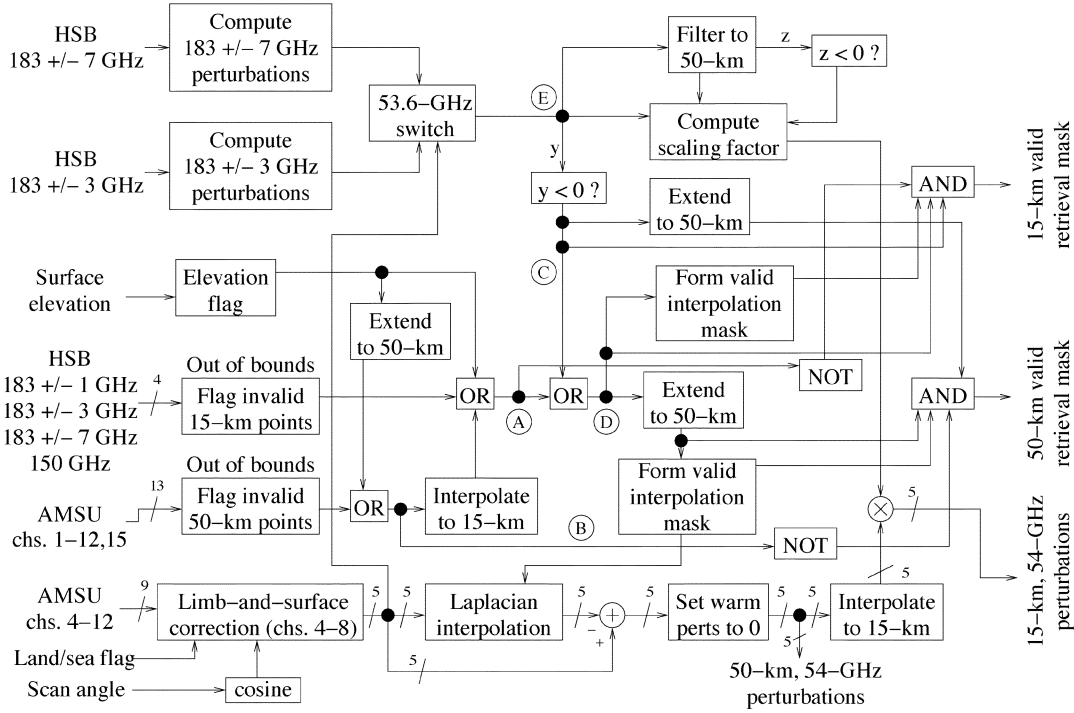 HSB
183 +/− 7 GHz
Compute
183 +/− 7 GHz
perturbations
HSB
183 +/− 3 GHz
Compute
183 +/− 3 GHz
perturbations
53.6−GHz
switch
E
Filter to
50−km
z
z < 0 ?
Compute
scaling factor
y
y < 0 ?
Extend
to 50−km
C
AND
15−km valid
retrieval mask
Surface
elevation
Elevation
flag
Extend
to 50−km
Form valid
interpolation
mask
NOT
HSB
183 +/− 1 GHz
183 +/− 3 GHz
183 +/− 7 GHz
150 GHz
4
Out of bounds
Flag invalid
15−km points
OR
A
OR
D
Extend
to 50−km
AND
50−km valid
retrieval mask
AMSU
chs. 1−12,15
13
Out of bounds
Flag invalid
50−km points
OR
Interpolate
to 15−km
B
Form valid
interpolation
mask
NOT
×
5
15−km, 54−GHz
perturbations
AMSU
chs. 4−12
9
Limb−and−surface
correction (chs. 4−8)
5
5
Laplacian
interpolation
5
−
+
+
5
Set warm
perts to 0
5
5
5
Interpolate
to 15−km
5
Land/sea flag
Scan angle
cosine
5
50−km, 54−GHz
perturbations